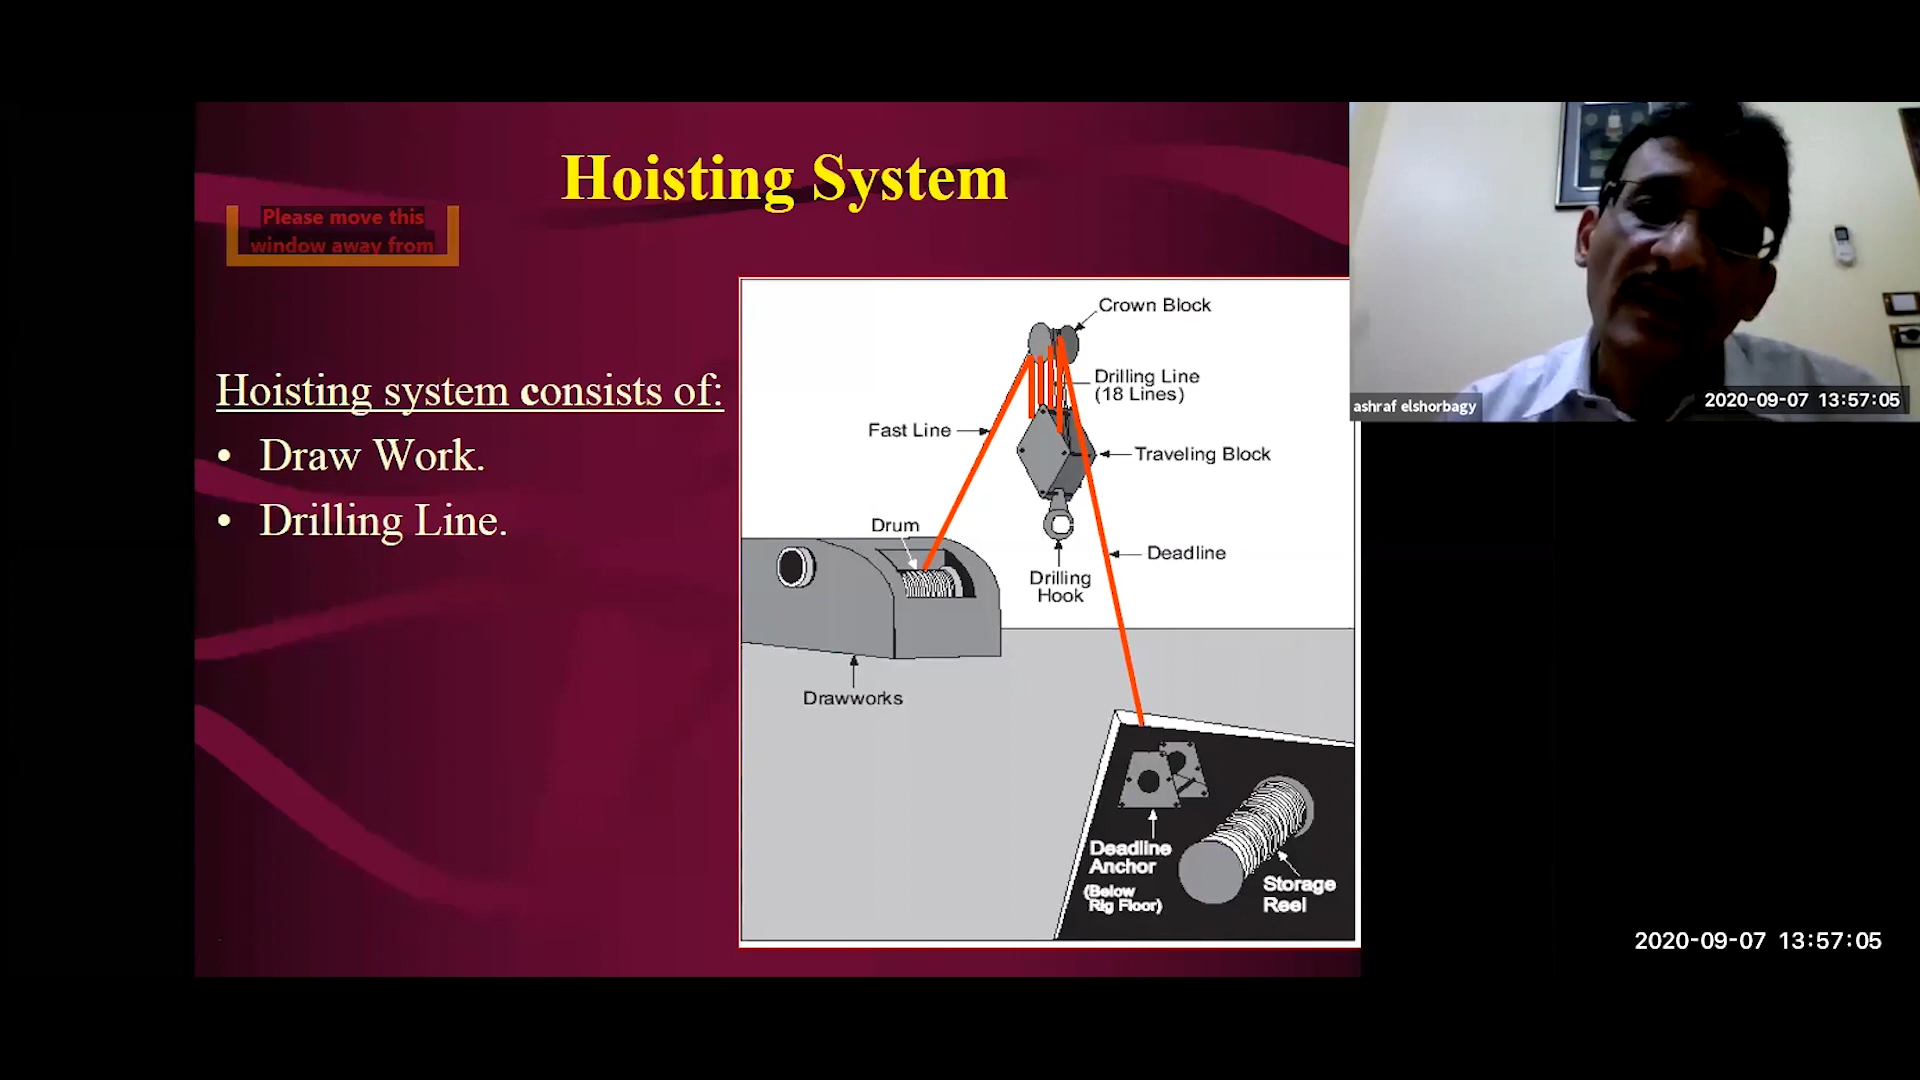 Hoisting System
Please move this
window away from
Hoisting system consists of:
• Draw Work.
• Drilling Line.
Crown Block
Drilling Line
(18 Lines)
Fast Line
Traveling Block
Drum
Deadline
Drilling
Hook
Drawworks
Deadline
Anchor
(Below
Rig Floor)
Storage
Reel
ashraf elshorbagy
2020-09-07 13:57:05
2020-09-07 13:57:05